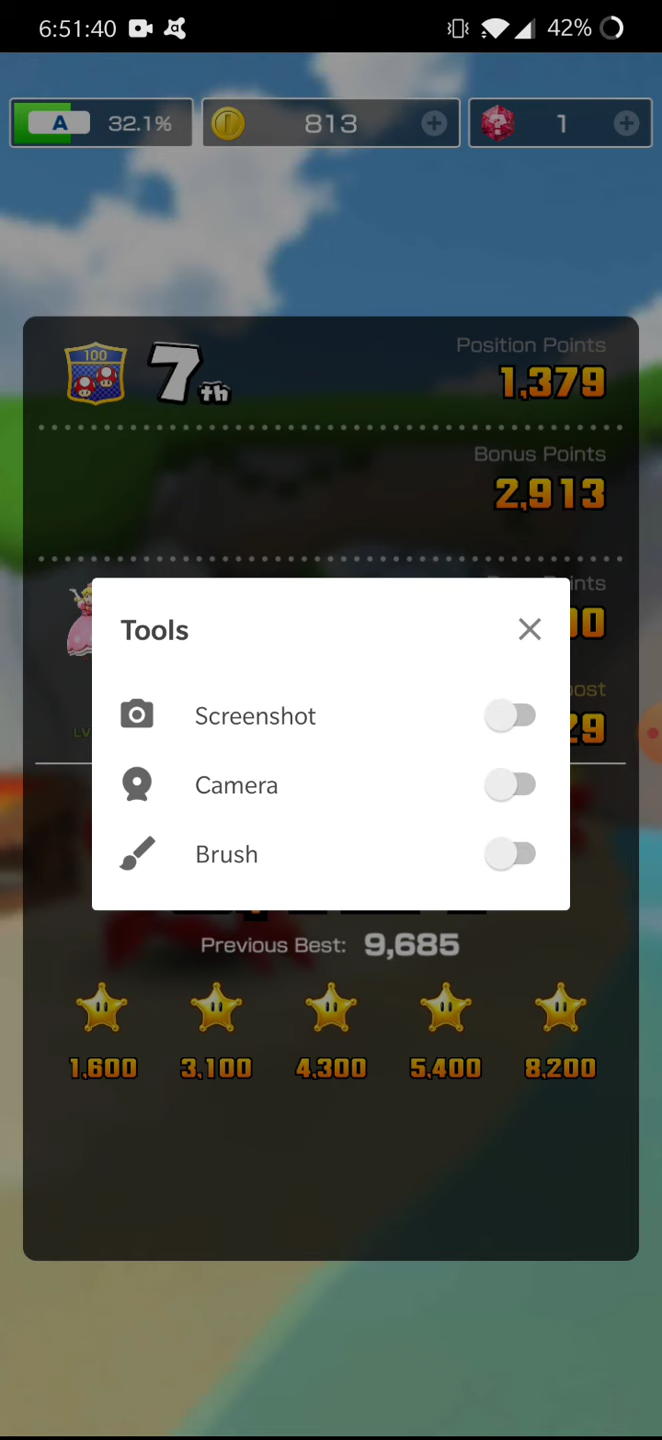 6:51:40 42%
A 32.1% 813 1
100 7th Position Points
1,379
Bonus Points
2,913
Tools
Screenshot
Camera
Brush
LV
Previous Best: 9,685
1,600 3,100 4,300 5,400 8,200